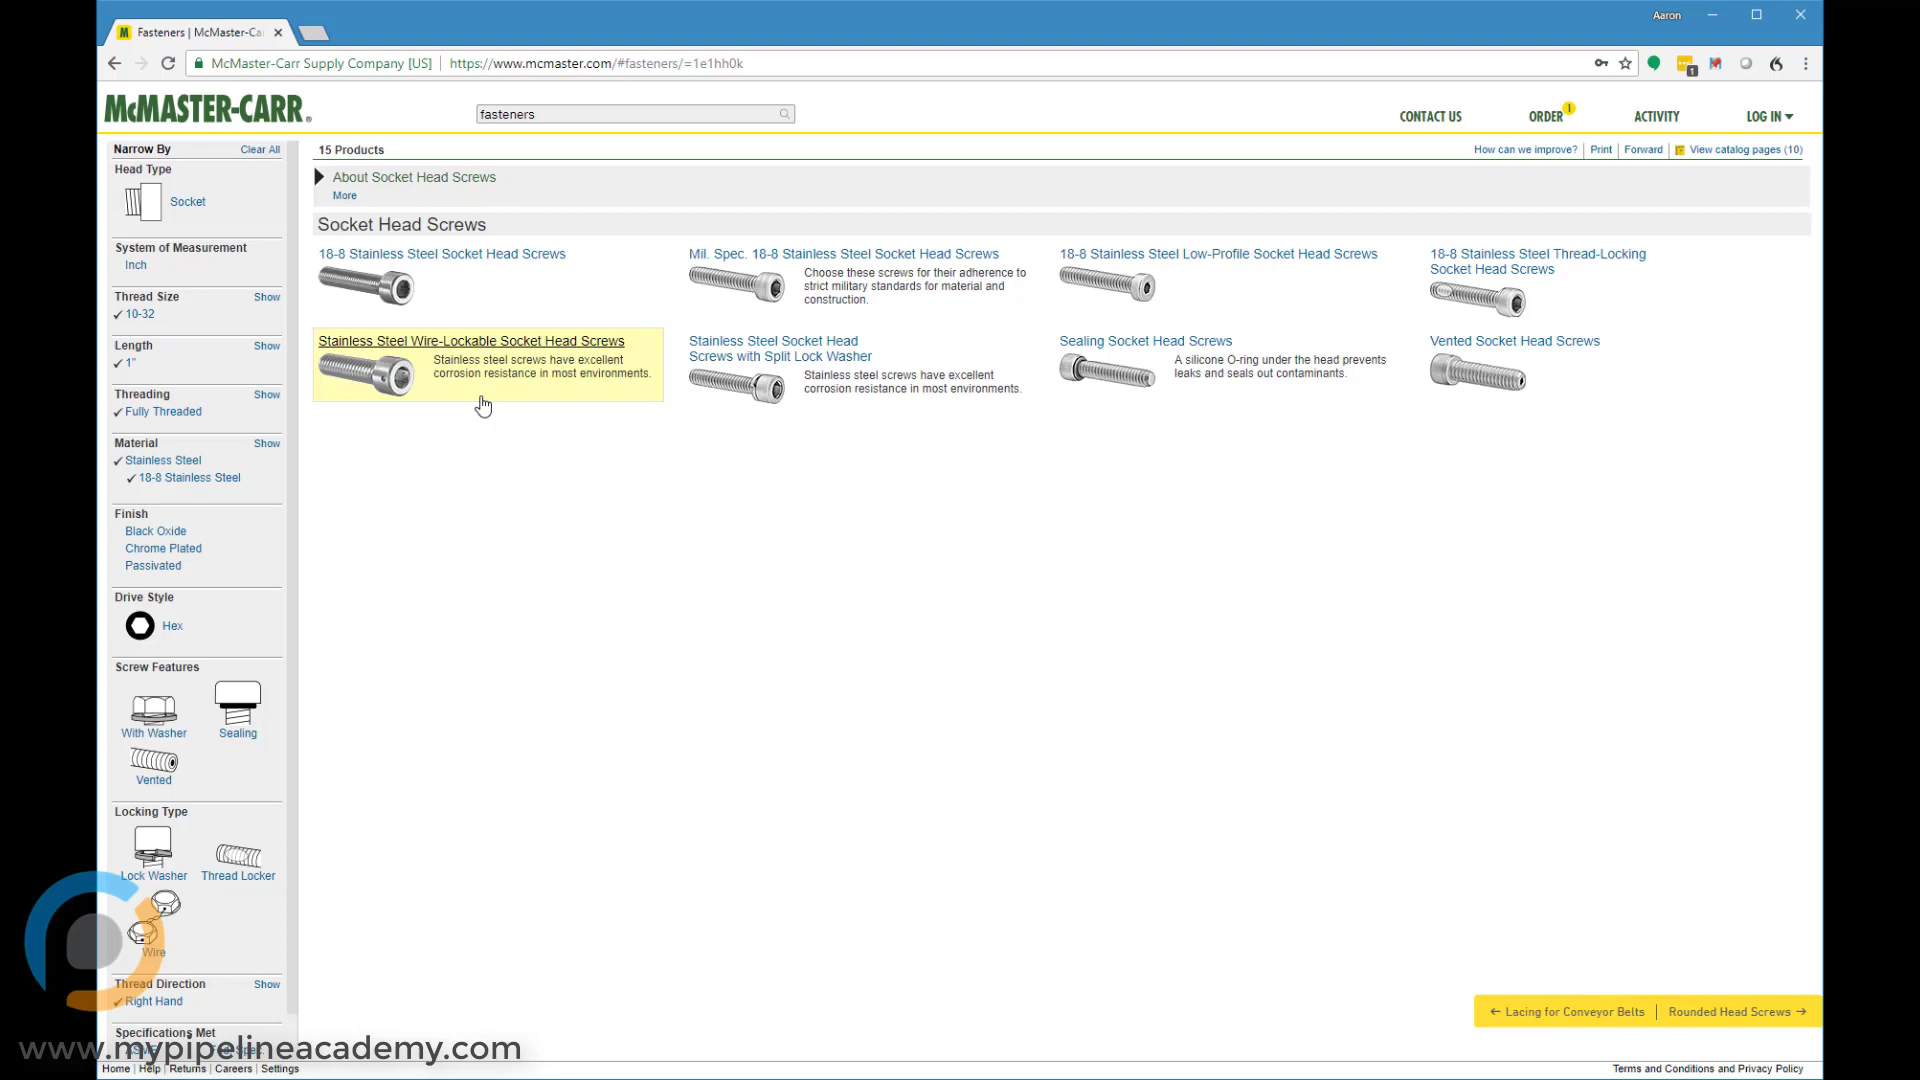 Aaron
Fasteners | McMaster-Ca
McMaster-Carr Supply Company [US]
https://www.mcmaster.com/#fasteners/=1e1hh0k
1
McMASTER-CARR®
fasteners
CONTACT US
ORDER
1
ACTIVITY
LOG IN
Narrow By
Clear All
Head Type
Socket
System of Measurement
Inch
Thread Size
Show
10-32
Length
Show
1"
Threading
Show
Fully Threaded
Material
Show
Stainless Steel
18-8 Stainless Steel
Finish
Black Oxide
Chrome Plated
Passivated
Drive Style
Hex
Screw Features
With Washer
Sealing
Vented
Locking Type
Lock Washer
Thread Locker
Wire
Thread Direction
Show
Right Hand
Specifications Met
15 Products
How can we improve?
Print
Forward
View catalog pages (10)
About Socket Head Screws
More
Socket Head Screws
18-8 Stainless Steel Socket Head Screws
Mil. Spec. 18-8 Stainless Steel Socket Head Screws
Choose these screws for their adherence to
strict military standards for material and
construction.
18-8 Stainless Steel Low-Profile Socket Head Screws
18-8 Stainless Steel Thread-Locking
Socket Head Screws
Stainless Steel Wire-Lockable Socket Head Screws
Stainless steel screws have excellent
corrosion resistance in most environments.
Stainless Steel Socket Head
Screws with Split Lock Washer
Stainless steel screws have excellent
corrosion resistance in most environments.
Sealing Socket Head Screws
A silicone O-ring under the head prevents
leaks and seals out contaminants.
Vented Socket Head Screws
Lacing for Conveyor Belts
Rounded Head Screws
www.mypipelineacademy.com
Home | Help | Returns | Careers | Settings
Terms and Conditions and Privacy Policy